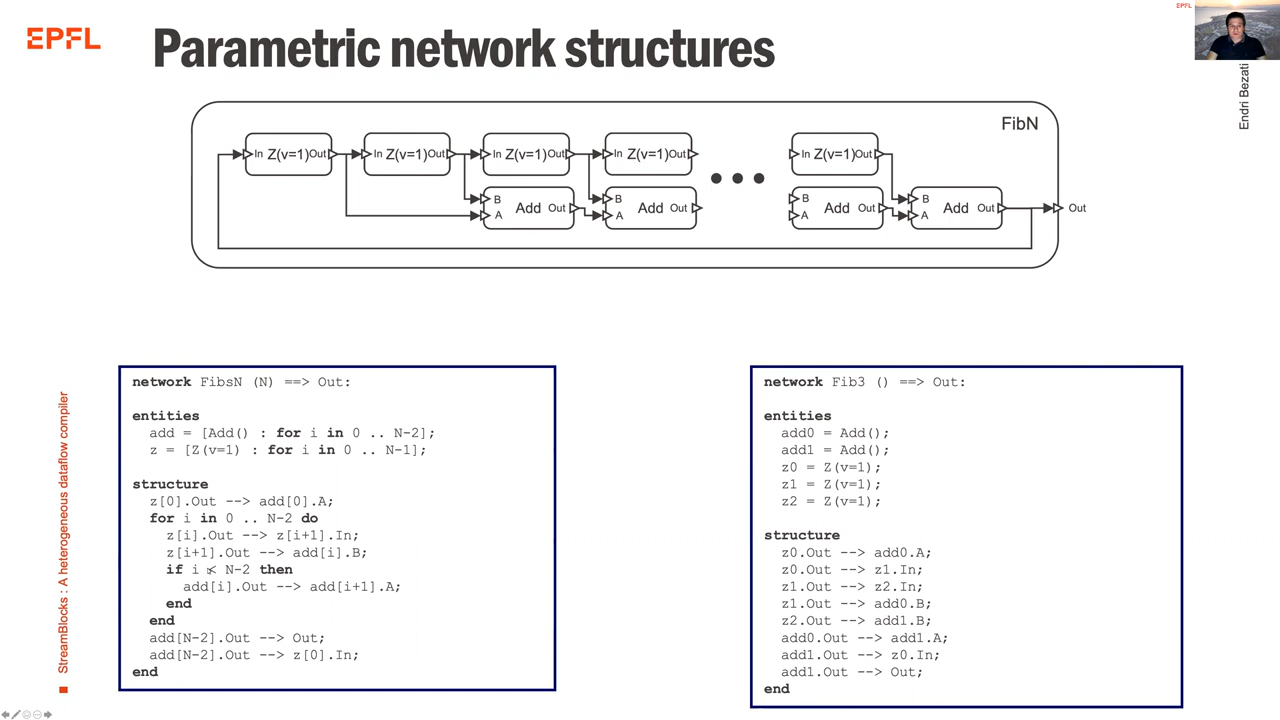 EPFL
Parametric network structures
EPFL
Endri Bezati
StreamBlocks : A heterogeneous dataflow compiler
FibN
In Z(v=1)Out
In Z(v=1)Out
In Z(v=1)Out
In Z(v=1)Out
In Z(v=1)Out
B
A
Add Out
B
A
Add Out
B
A
Add Out
B
A
Add Out
Out
network FibsN (N) ==> Out:
entities
add = [Add() : for i in 0 .. N-2];
z = [Z(v=1) : for i in 0 .. N-1];
structure
z[0].Out --> add[0].A;
for i in 0 .. N-2 do
z[i].Out --> z[i+1].In;
z[i+1].Out --> add[i].B;
if i < N-2 then
add[i].Out --> add[i+1].A;
end
end
add[N-2].Out --> Out;
add[N-2].Out --> z[0].In;
end
network Fib3 () ==> Out:
entities
add0 = Add();
add1 = Add();
z0 = Z(v=1);
z1 = Z(v=1);
z2 = Z(v=1);
structure
z0.Out --> add0.A;
z0.Out --> z1.In;
z1.Out --> z2.In;
z1.Out --> add0.B;
z2.Out --> add1.B;
add0.Out --> add1.A;
add1.Out --> z0.In;
add1.Out --> Out;
end